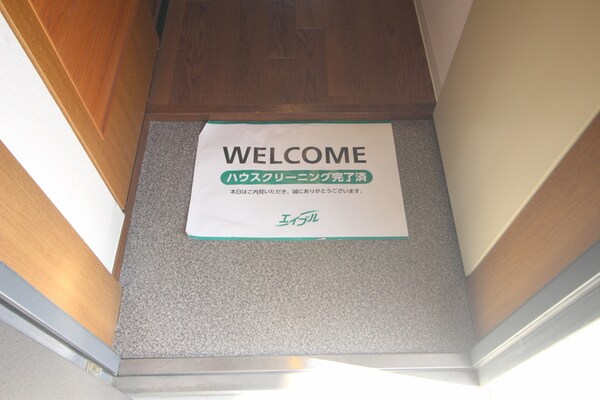 WELCOME
ハウスクリーニング完了済
本日はご内見いただき、誠にありがとうございます。
エイブル